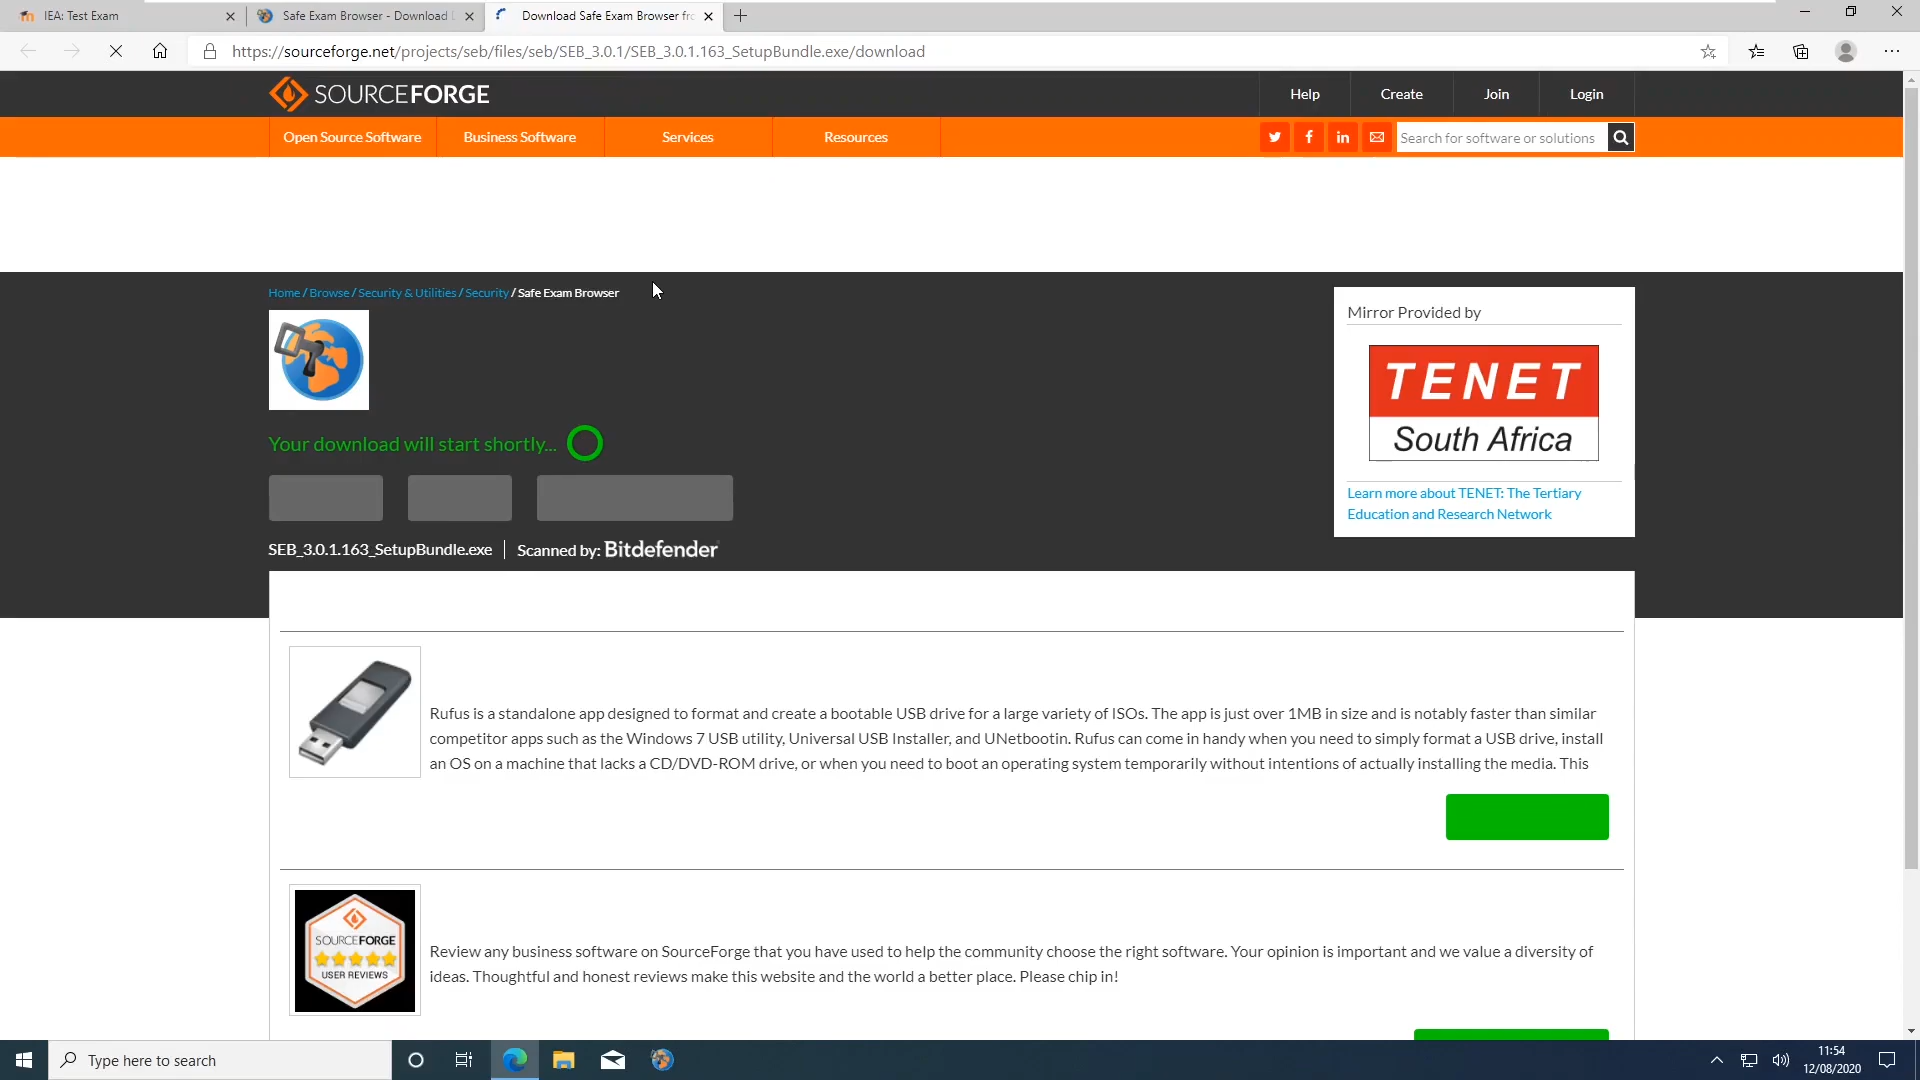 IEA: Test Exam
Safe Exam Browser - Download
Download Safe Exam Browser fro
https://sourceforge.net/projects/seb/files/seb/SEB_3.0.1/SEB_3.0.1.163_SetupBundle.exe/download
SOURCEFORGE
Help
Create
Join
Login
Open Source Software
Business Software
Services
Resources
Search for software or solutions
Home / Browse / Security & Utilities / Security / Safe Exam Browser
Mirror Provided by
TENET
South Africa
Learn more about TENET: The Tertiary
Education and Research Network
Your download will start shortly...
SEB_3.0.1.163_SetupBundle.exe
Scanned by: Bitdefender
Rufus is a standalone app designed to format and create a bootable USB drive for a large variety of ISOs. The app is just over 1MB in size and is notably faster than similar
competitor apps such as the Windows 7 USB utility, Universal USB Installer, and UNetbootin. Rufus can come in handy when you need to simply format a USB drive, install
an OS on a machine that lacks a CD/DVD-ROM drive, or when you need to boot an operating system temporarily without intentions of actually installing the media. This
SOURCEFORGE
USER REVIEWS
Review any business software on SourceForge that you have used to help the community choose the right software. Your opinion is important and we value a diversity of
ideas. Thoughtful and honest reviews make this website and the world a better place. Please chip in!
Type here to search
11:54
12/08/2020